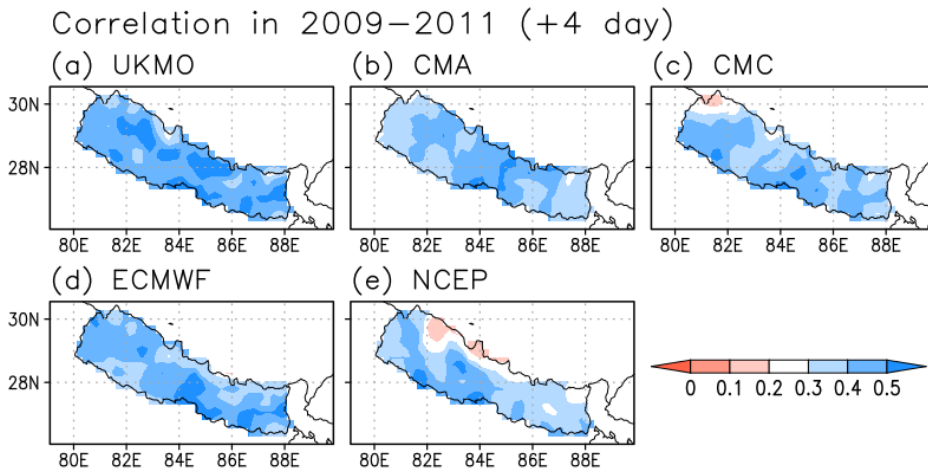 Correlation in 2009−2011 (+4 day)
(a) UKMO (b) CMA (c) CMC
30N 30N
28N 28N
80E 82E 84E 86E 88E 80E 82E 84E 86E 88E 80E 82E 84E 86E 88E
(d) ECMWF (e) NCEP
30N
28N
0 0.1 0.2 0.3 0.4 0.5
80E 82E 84E 86E 88E 80E 82E 84E 86E 88E